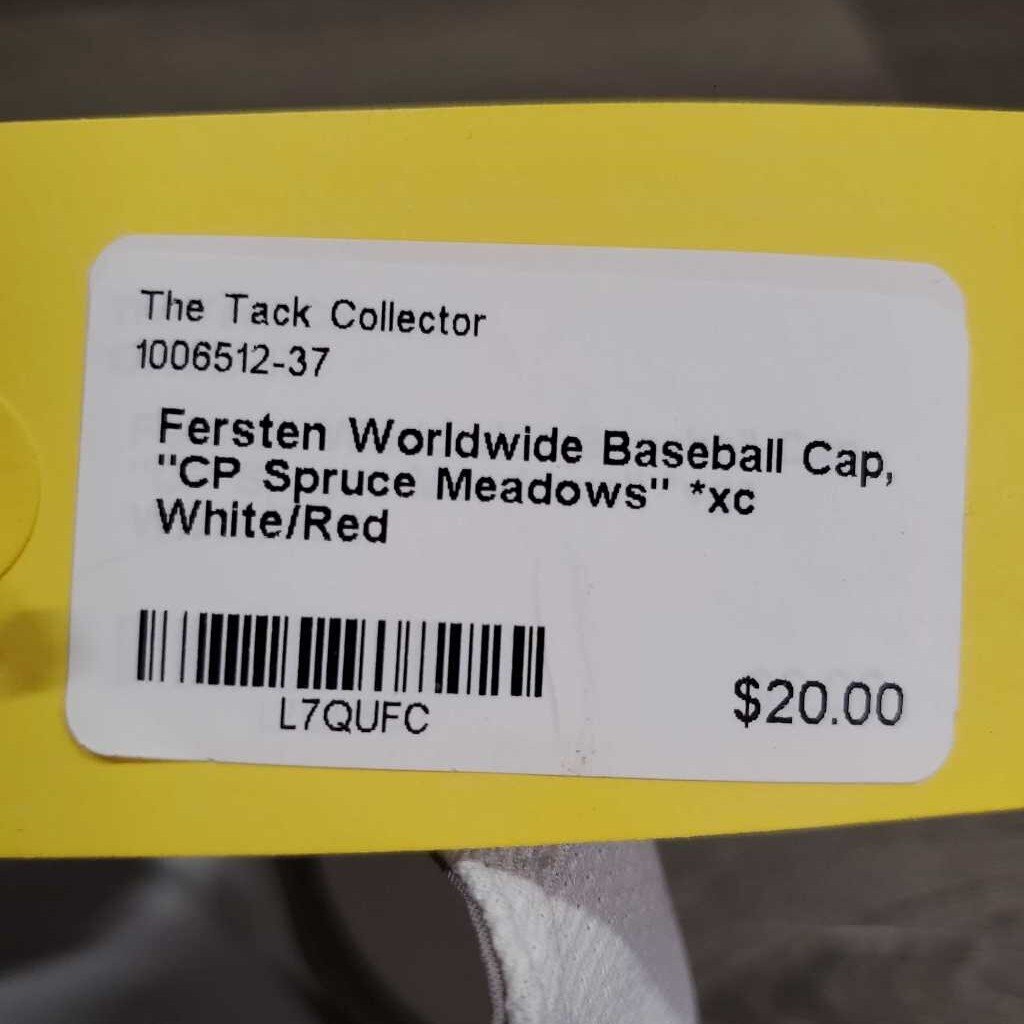 The Tack Collector
1006512-37
Fersten Worldwide Baseball Cap,
"CP Spruce Meadows" *xc
White/Red
L7QUFC
$20.00